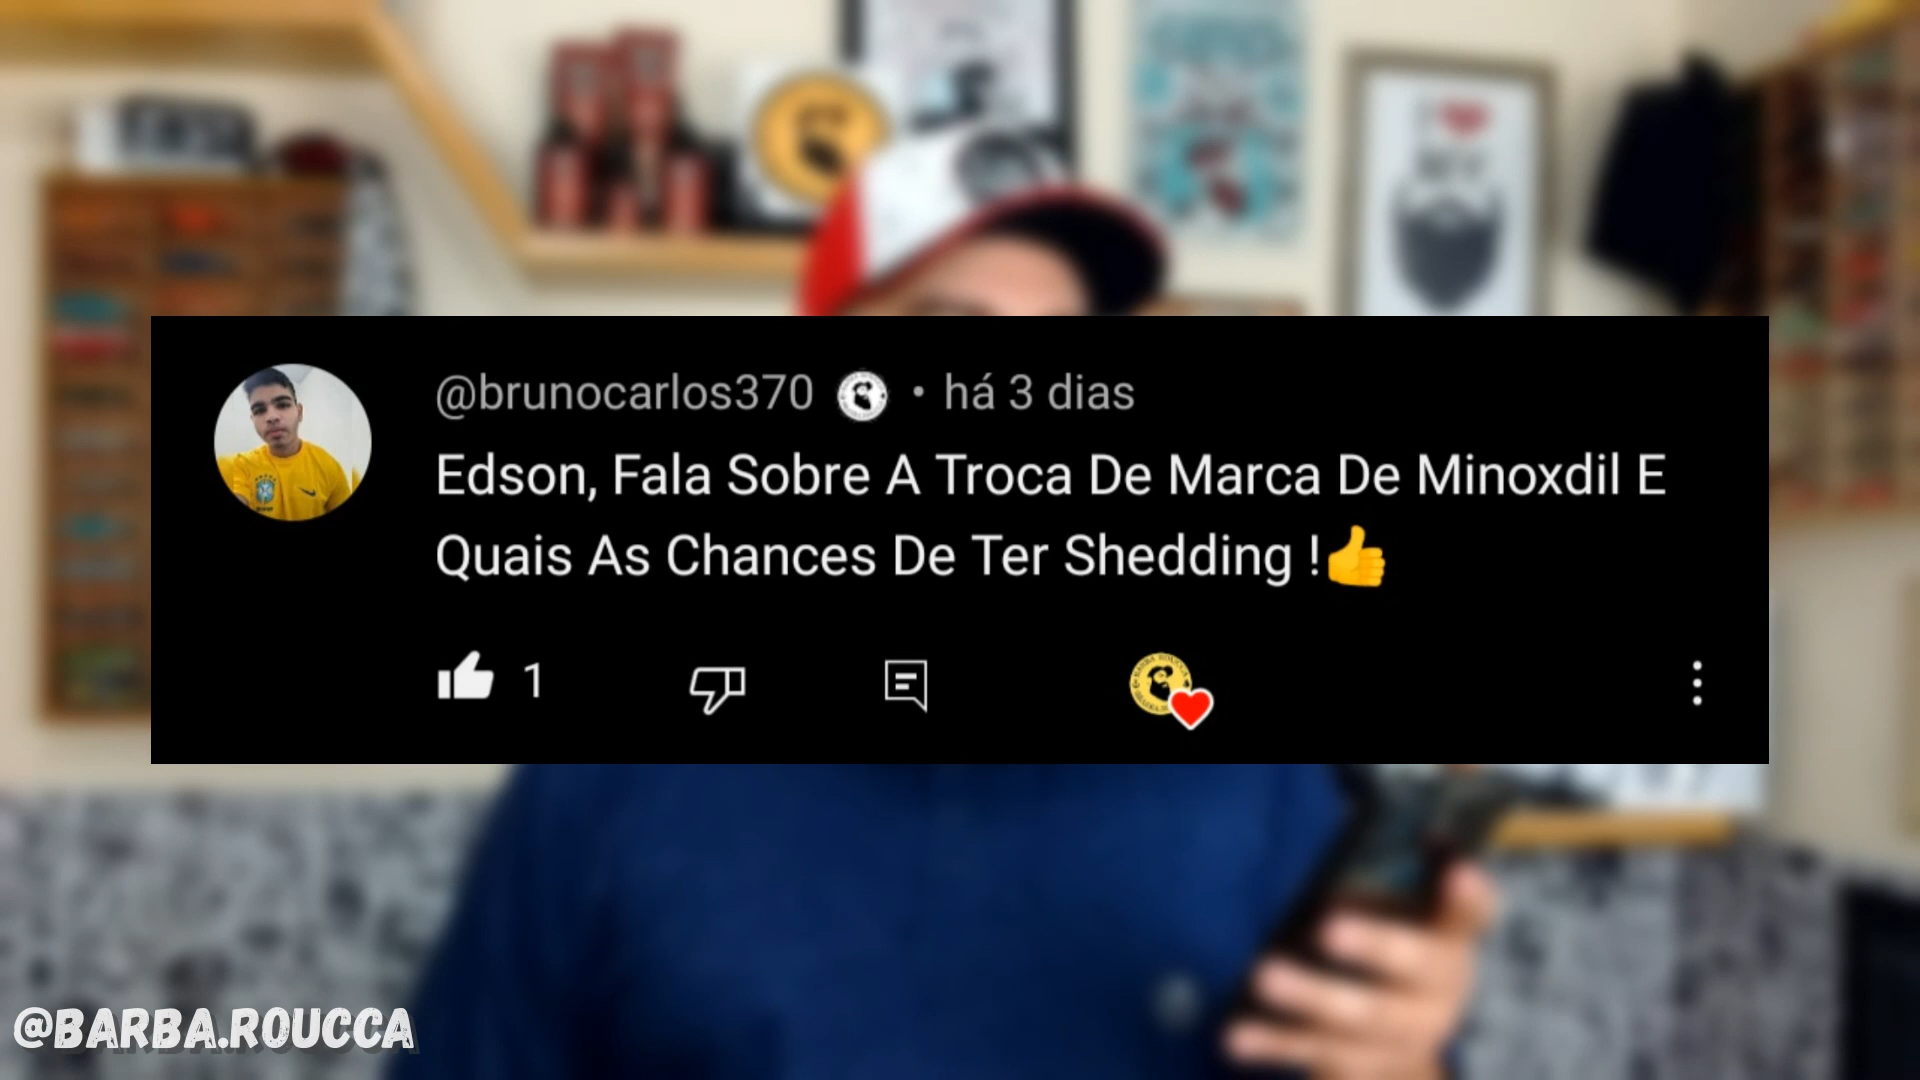 @brunocarlos370 • há 3 dias
Edson, Fala Sobre A Troca De Marca De Minoxdil E
Quais As Chances De Ter Shedding !👍
1
@BARBA.ROUCCA